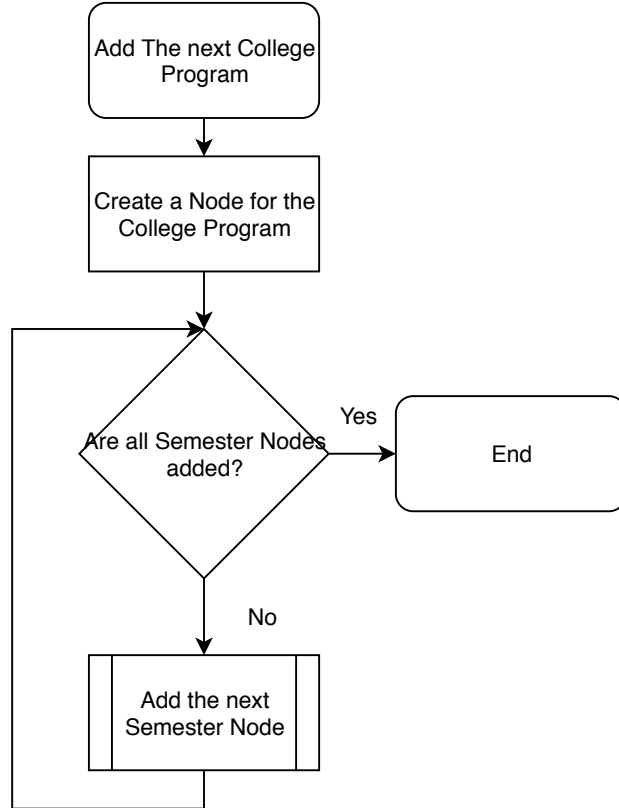 Add The next College
Program
Create a Node for the
College Program
Are all Semester Nodes
added?
Yes
End
No
Add the next
Semester Node